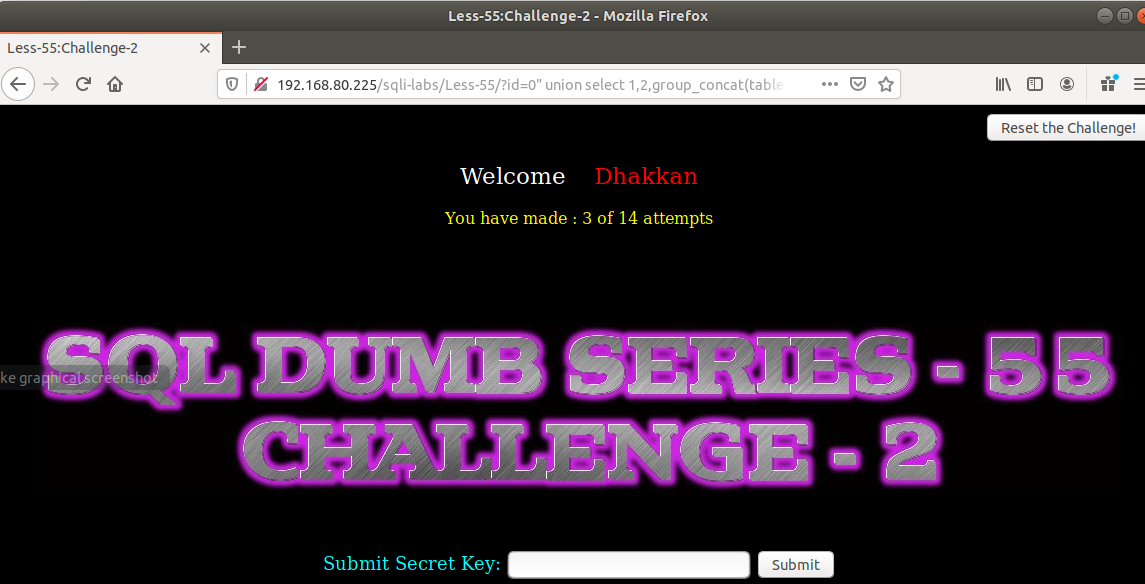 Less-55:Challenge-2 - Mozilla Firefox
Less-55:Challenge-2
192.168.80.225/sqli-labs/Less-55/?id=0" union select 1,2,group_concat(table
Reset the Challenge!
Welcome Dhakkan
You have made : 3 of 14 attempts
SQL DUMB SERIES - 55
ke graphical screenshot
CHALLENGE - 2
Submit Secret Key: Submit